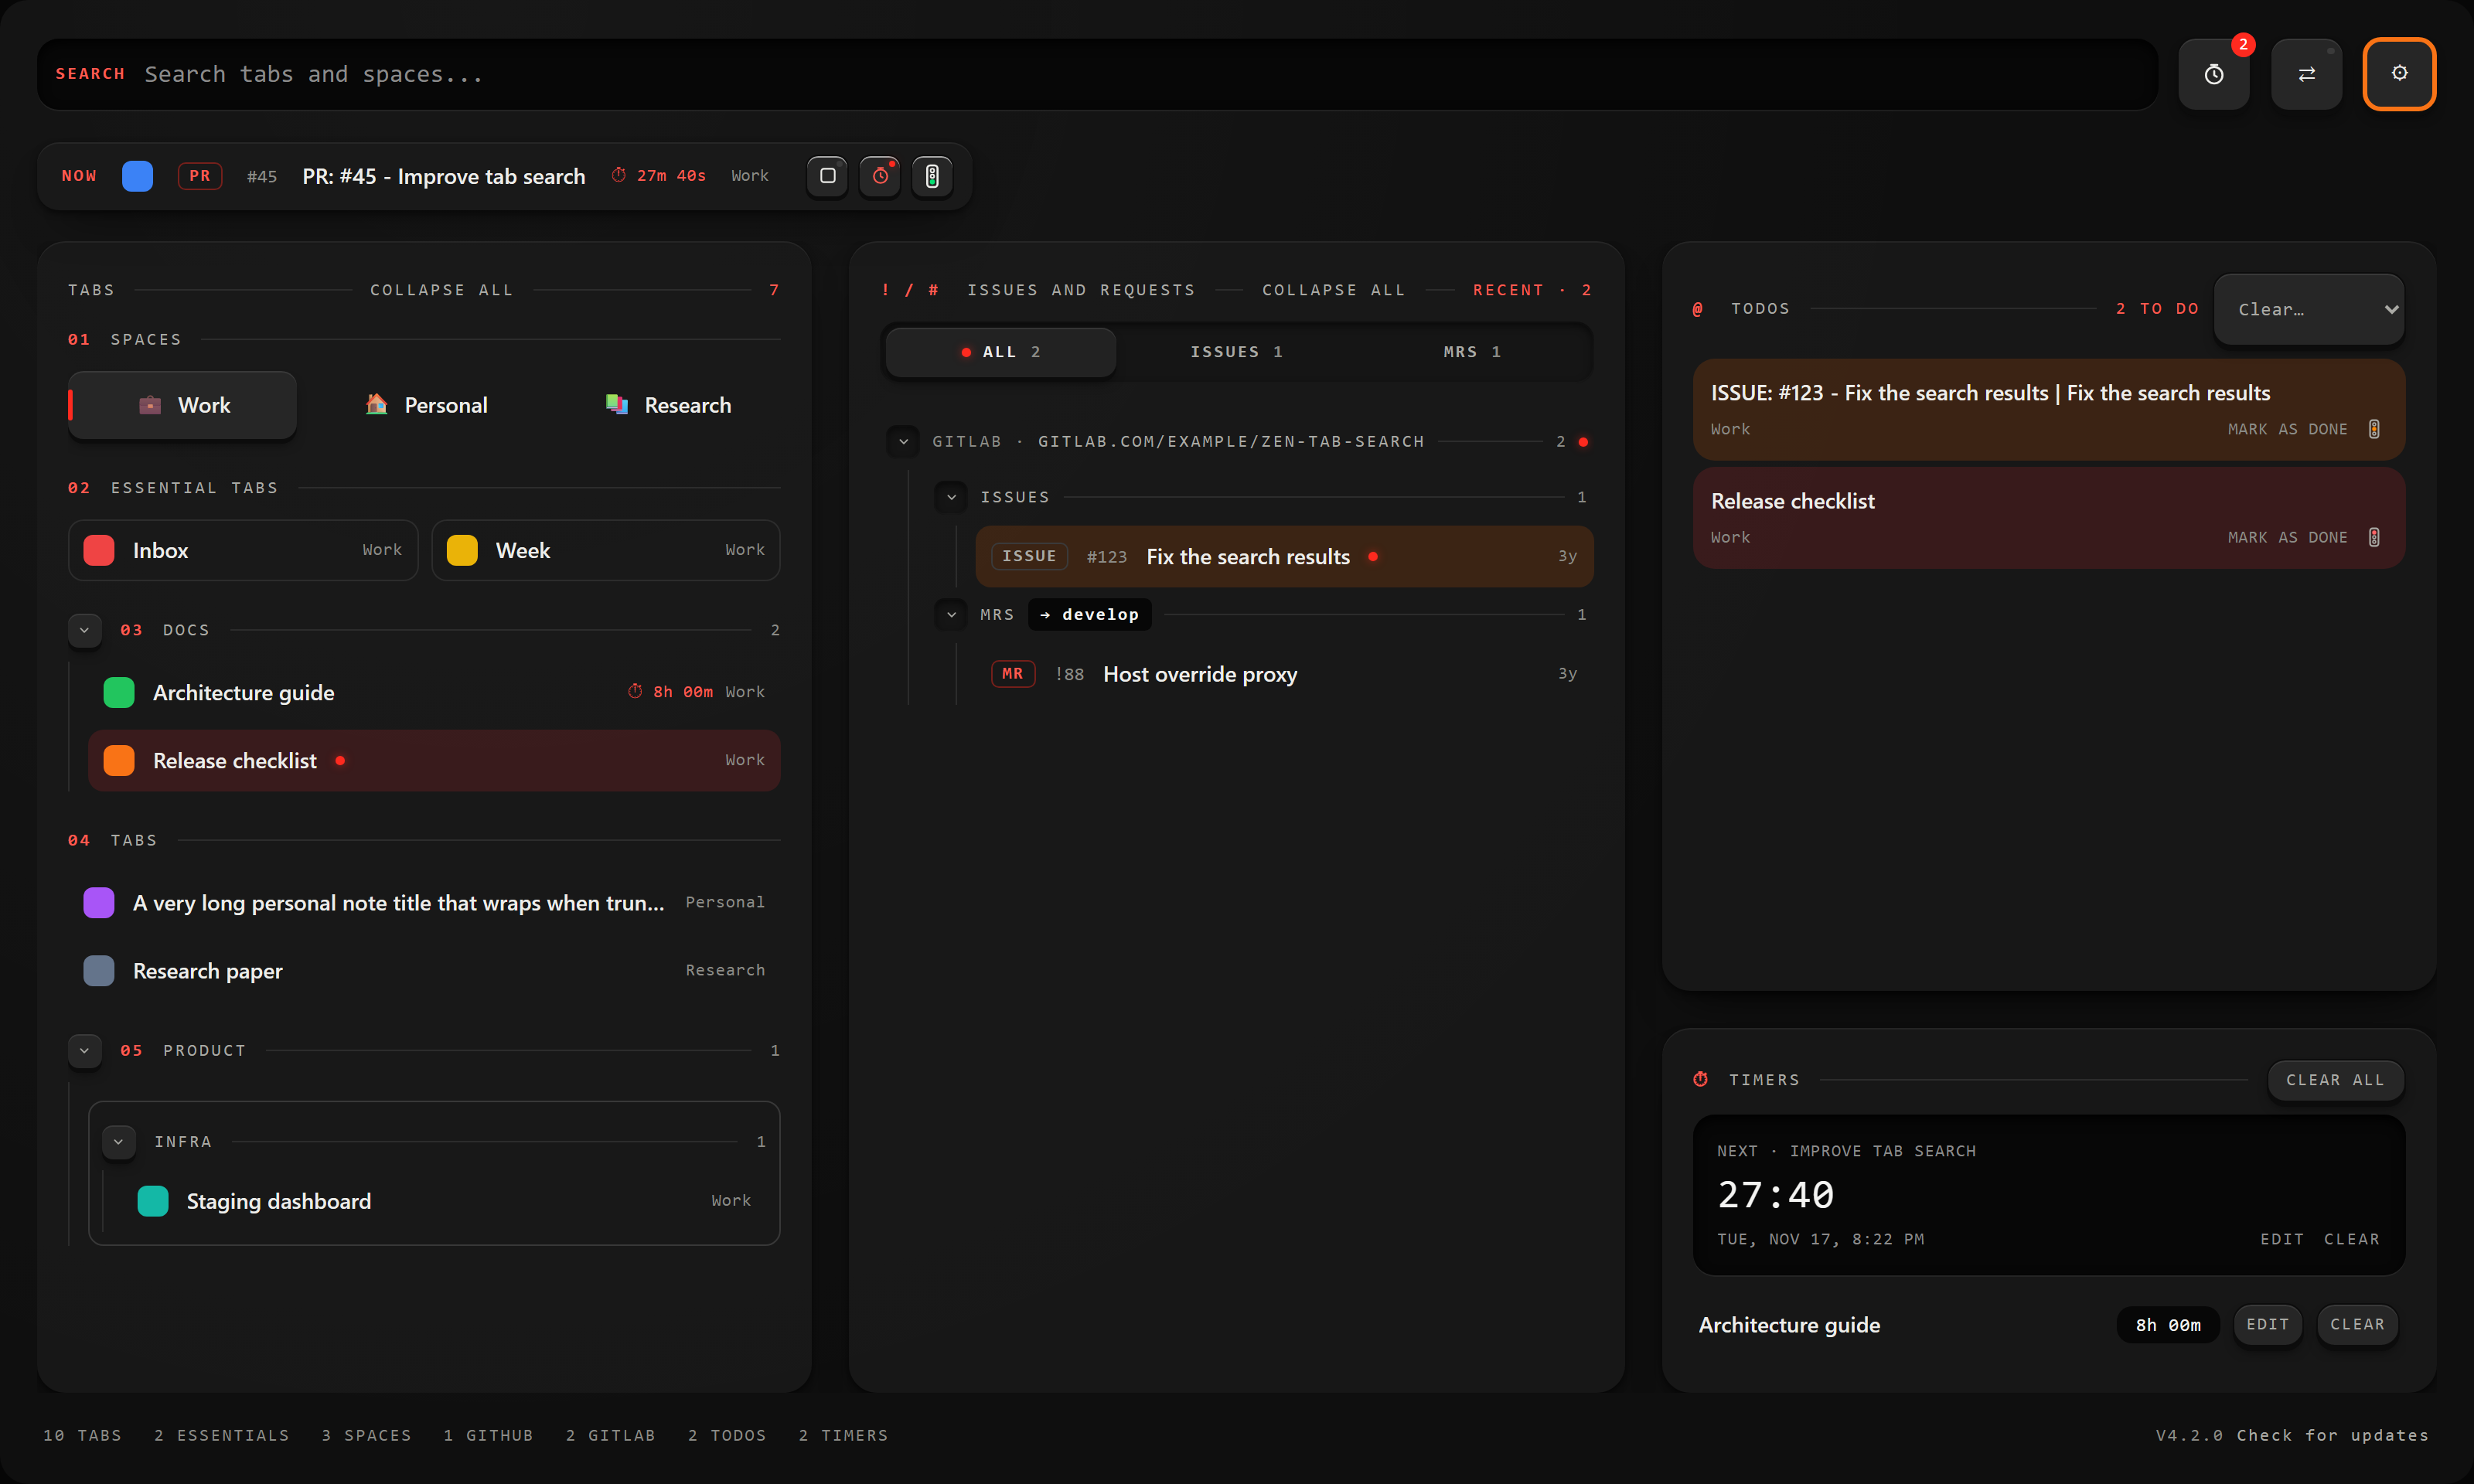 SEARCH Search tabs and spaces...
2
NOW PR #45 PR: #45 - Improve tab search 27m 40s Work
TABS COLLAPSE ALL 7
01 SPACES
Work Personal Research
02 ESSENTIAL TABS
Inbox Work Week Work
03 DOCS 2
Architecture guide 8h 00m Work
Release checklist Work
04 TABS
A very long personal note title that wraps when trun... Personal
Research paper Research
05 PRODUCT 1
INFRA 1
Staging dashboard Work
! / # ISSUES AND REQUESTS COLLAPSE ALL RECENT · 2
ALL 2 ISSUES 1 MRS 1
GITLAB · GITLAB.COM/EXAMPLE/ZEN-TAB-SEARCH 2
ISSUES 1
ISSUE #123 Fix the search results 3y
MRS → develop 1
MR !88 Host override proxy 3y
@ TODOS 2 TO DO Clear…
ISSUE: #123 - Fix the search results | Fix the search results
Work MARK AS DONE
Release checklist
Work MARK AS DONE
TIMERS CLEAR ALL
NEXT · IMPROVE TAB SEARCH
27:40
TUE, NOV 17, 8:22 PM EDIT CLEAR
Architecture guide 8h 00m EDIT CLEAR
10 TABS 2 ESSENTIALS 3 SPACES 1 GITHUB 2 GITLAB 2 TODOS 2 TIMERS
V4.2.0 Check for updates